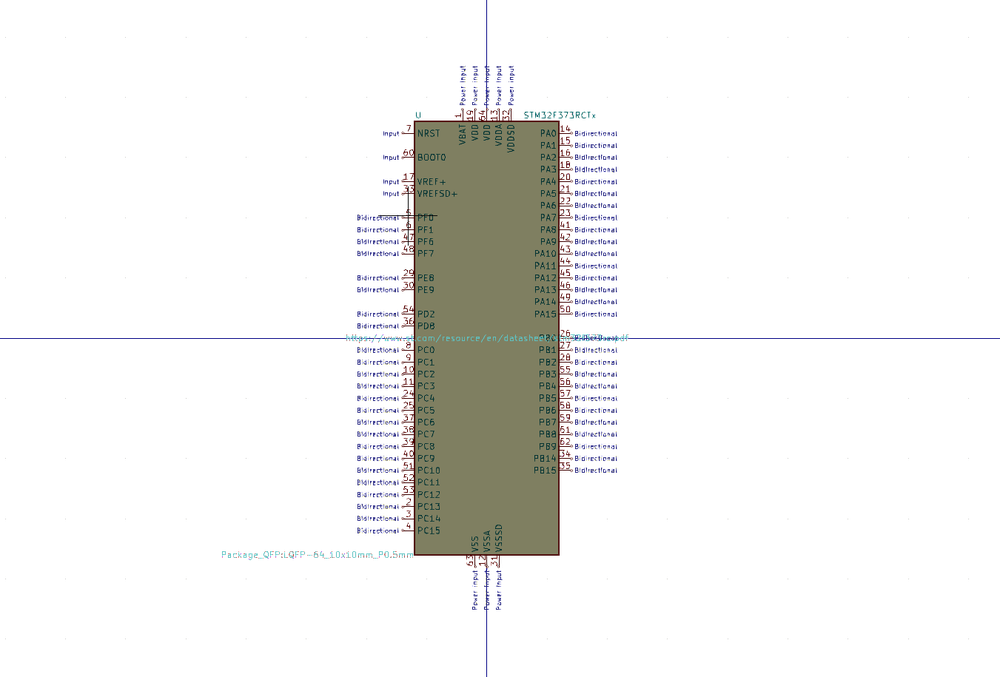 Power Input Power Input Power Input Power Input Power Input
1 19 64 13 32
U STM32F373RCTx
VBAT VDD VDD VDDA VDDSD
Input 7 NRST PA0 14 Bidirectional
PA1 15 Bidirectional
Input 60 BOOT0 PA2 16 Bidirectional
PA3 18 Bidirectional
Input 17 VREF+ PA4 20 Bidirectional
Input 33 VREFSD+ PA5 21 Bidirectional
PA6 22 Bidirectional
Bidirectional 5 PF0 PA7 23 Bidirectional
Bidirectional 6 PF1 PA8 41 Bidirectional
Bidirectional 47 PF6 PA9 42 Bidirectional
Bidirectional 48 PF7 PA10 43 Bidirectional
PA11 44 Bidirectional
Bidirectional 29 PE8 PA12 45 Bidirectional
Bidirectional 30 PE9 PA13 46 Bidirectional
PA14 49 Bidirectional
Bidirectional 54 PD2 PA15 50 Bidirectional
Bidirectional 36 PD8
26 Bidirectional
Bidirectional 8 PC0 PB1 27 Bidirectional
Bidirectional 9 PC1 PB2 28 Bidirectional
Bidirectional 10 PC2 PB3 55 Bidirectional
Bidirectional 11 PC3 PB4 56 Bidirectional
Bidirectional 24 PC4 PB5 57 Bidirectional
Bidirectional 25 PC5 PB6 58 Bidirectional
Bidirectional 37 PC6 PB7 59 Bidirectional
Bidirectional 38 PC7 PB8 61 Bidirectional
Bidirectional 39 PC8 PB9 62 Bidirectional
Bidirectional 40 PC9 PB14 34 Bidirectional
Bidirectional 51 PC10 PB15 35 Bidirectional
Bidirectional 52 PC11
Bidirectional 53 PC12
Bidirectional 2 PC13
Bidirectional 3 PC14
Bidirectional 4 PC15
VSS VSSA VSSSD
Package_QFP:LQFP-64_10x10mm_P0.5mm
63 12 31
Power Input Power Input Power Input